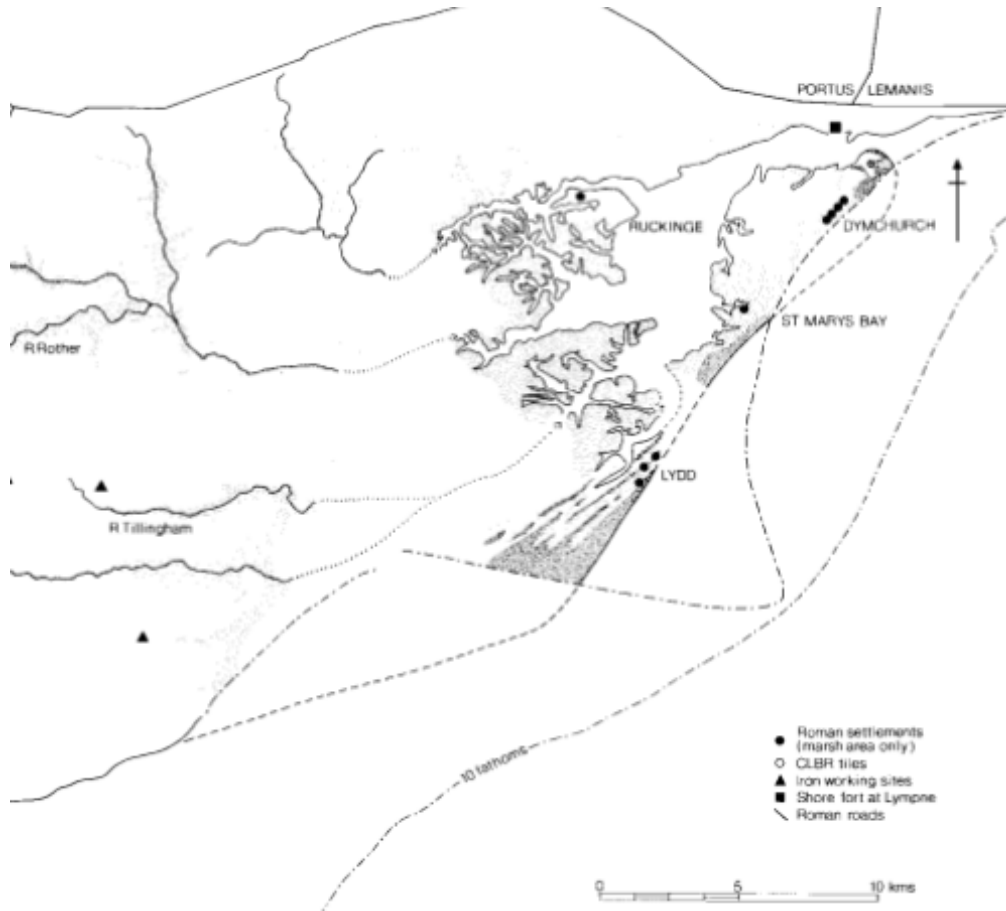 PORTUS LEMANIS
RUCKINGE
DYMCHURCH
ST MARYS BAY
R Rother
LYDD
R Tillingham
10 fathoms
Roman settlements
(marsh area only)
CLBR tiles
Iron working sites
Shore fort at Lympne
Roman roads
0 5 10 kms